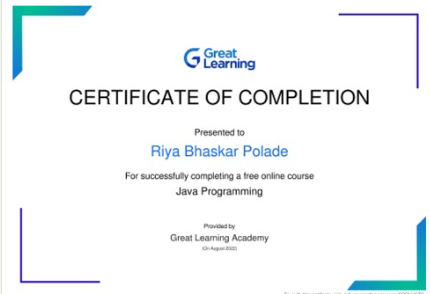 Great
Learning
CERTIFICATE OF COMPLETION
Presented to
Riya Bhaskar Polade
For successfully completing a free online course
Java Programming
Provided by
Great Learning Academy
(On August 2022)